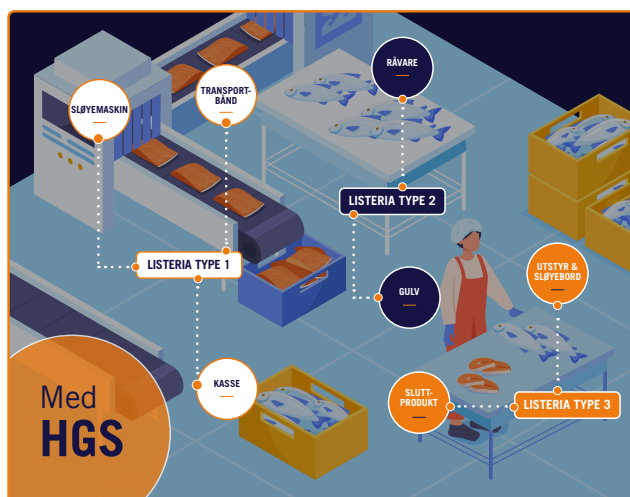 RÅVARE
SLØYEMASKIN
TRANSPORT-
BÅND
LISTERIA TYPE 2
LISTERIA TYPE 1
UTSTYR &
SLØYEBORD
GULV
KASSE
SLUTT-
PRODUKT
LISTERIA TYPE 3
Med
HGS